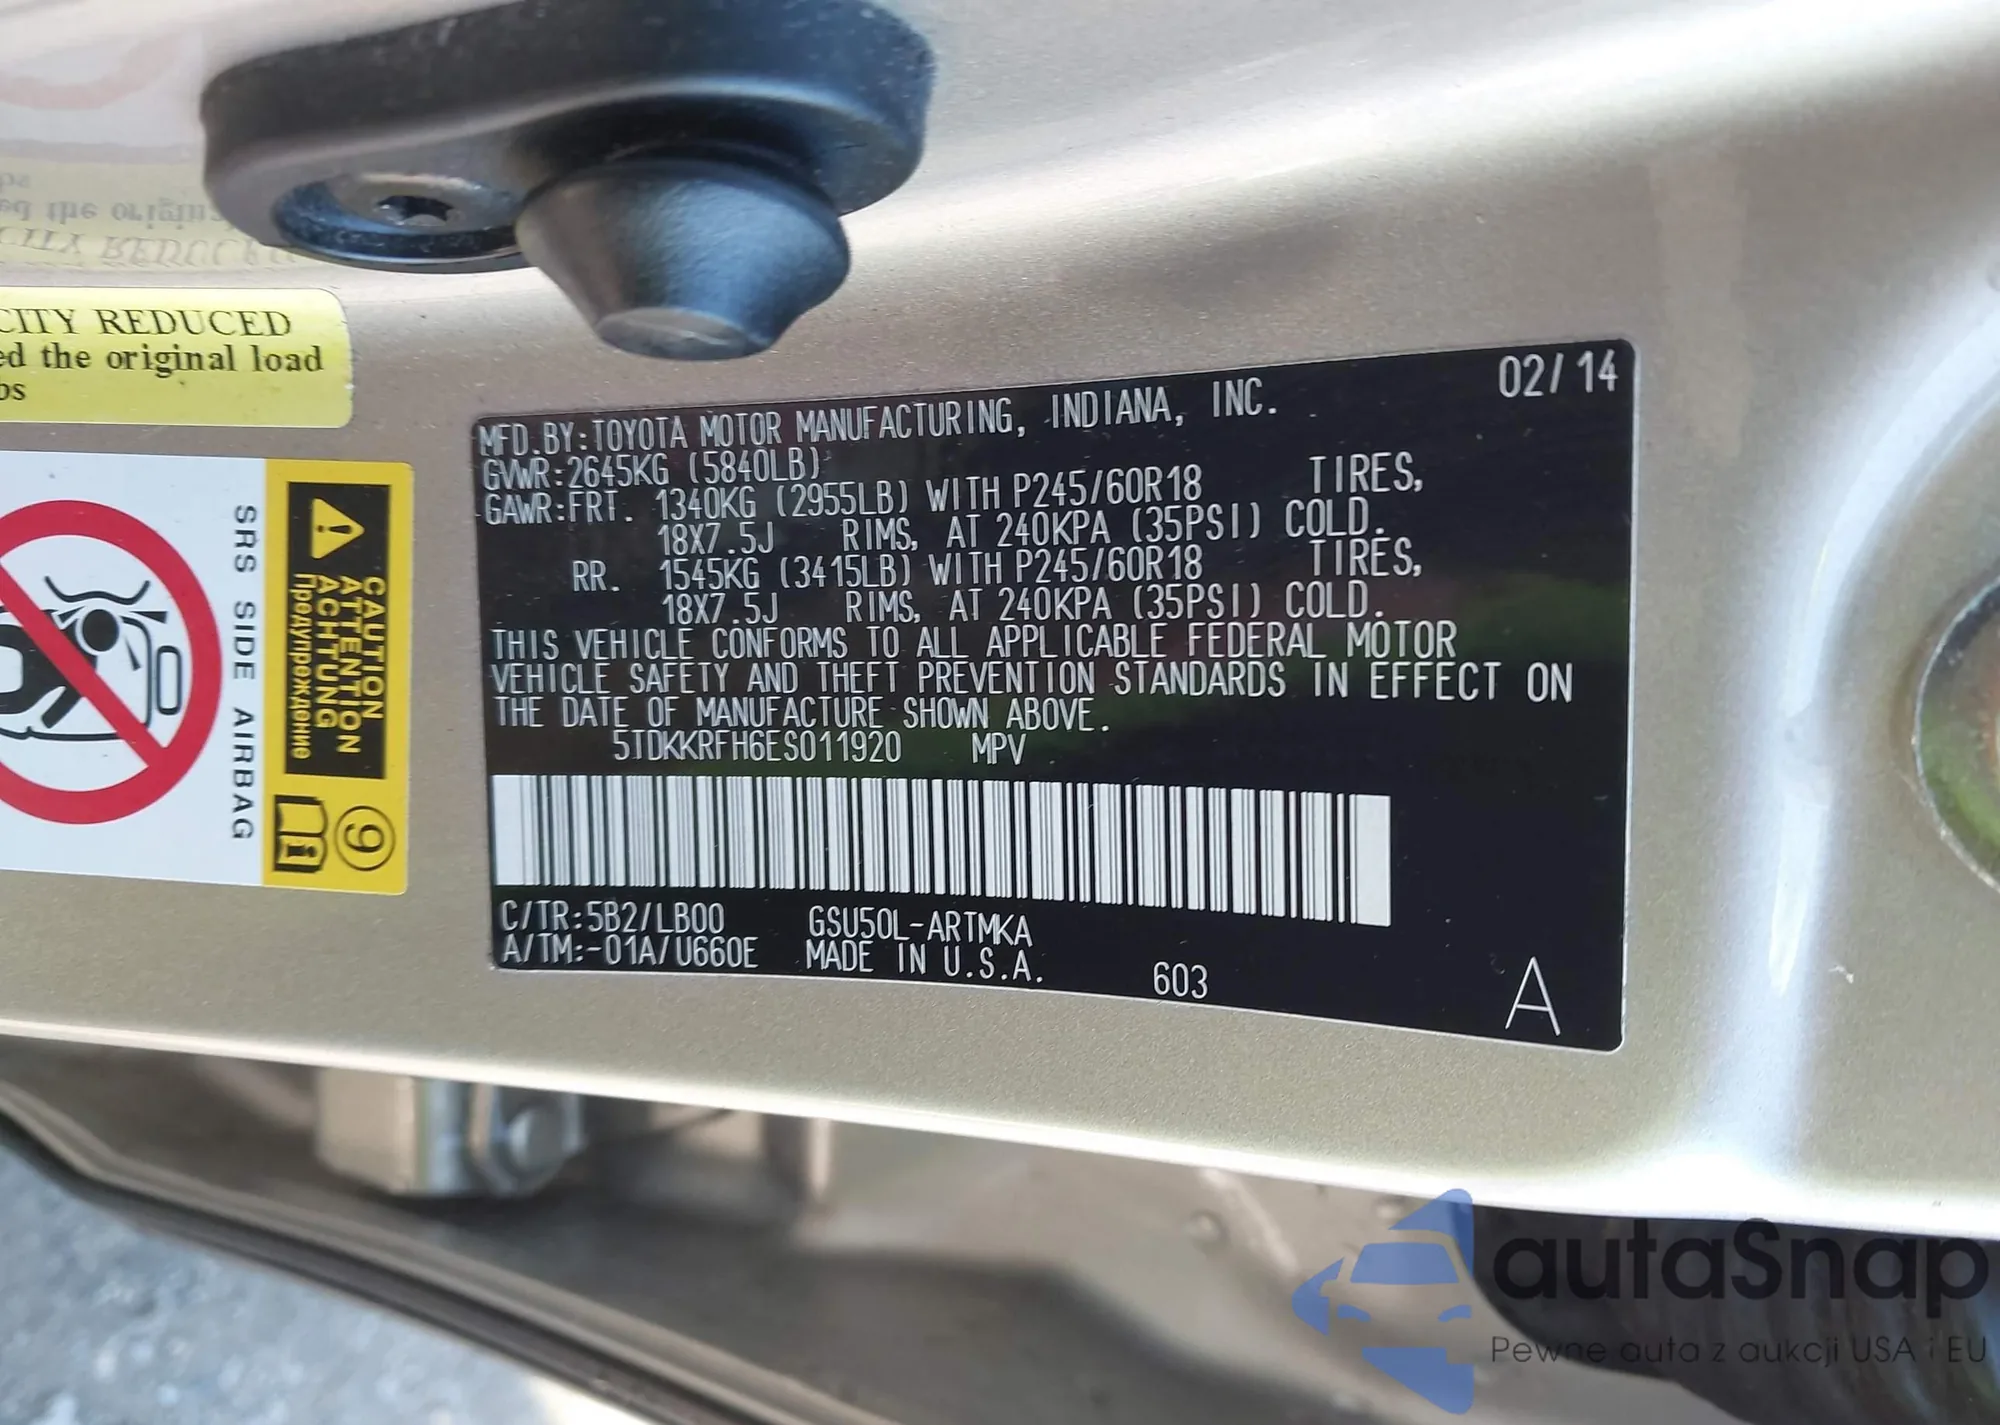 CITY REDUCED
ed the original load
bs
SRS SIDE AIRBAG
CAUTION
ATTENTION
ACHTUNG
Предупреждение
9
02/14
MFD.BY:TOYOTA MOTOR MANUFACTURING, INDIANA, INC.
GVWR:2645KG (5840LB)
GAWR:FRT. 1340KG (2955LB) WITH P245/60R18 TIRES,
18X7.5J RIMS, AT 240KPA (35PSI) COLD.
RR. 1545KG (3415LB) WITH P245/60R18 TIRES,
18X7.5J RIMS, AT 240KPA (35PSI) COLD.
THIS VEHICLE CONFORMS TO ALL APPLICABLE FEDERAL MOTOR
VEHICLE SAFETY AND THEFT PREVENTION STANDARDS IN EFFECT ON
THE DATE OF MANUFACTURE SHOWN ABOVE.
5TDKKRFH6ES011920 MPV
C/TR:5B2/LB00 GSU50L-ARTMKA
A/TM:-01A/U660E MADE IN U.S.A.
603
A
autaSnap
Pewne auta z aukcji USA i EU